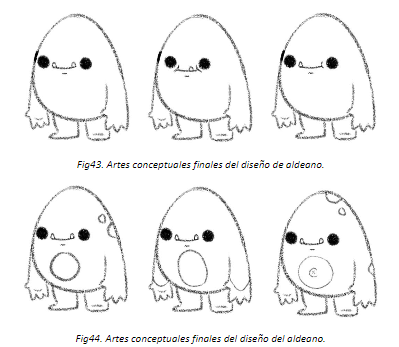 Fig43. Artes conceptuales finales del diseño de aldeano.
Fig44. Artes conceptuales finales del diseño del aldeano.